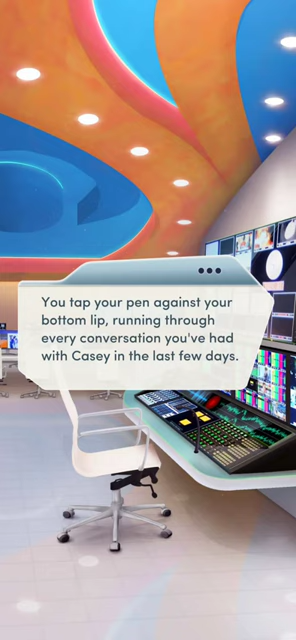 You tap your pen against your
bottom lip, running through
every conversation you've had
with Casey in the last few days.